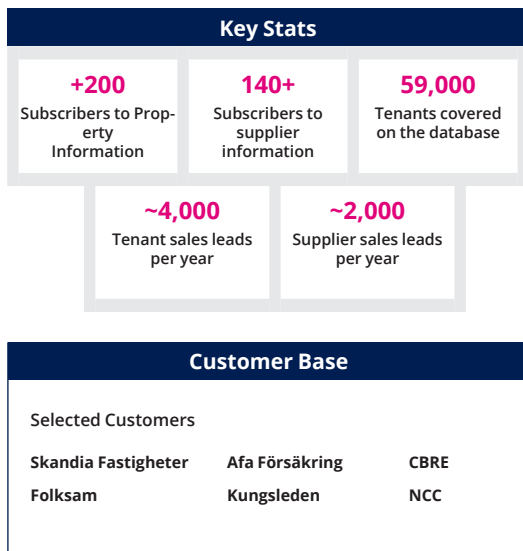 Key Stats
+200
Subscribers to Prop-
erty
Information
140+
Subscribers to
supplier
information
59,000
Tenants covered
on the database
~4,000
Tenant sales leads
per year
~2,000
Supplier sales leads
per year
Customer Base
Selected Customers
Skandia Fastigheter Afa Försäkring CBRE
Folksam Kungsleden NCC